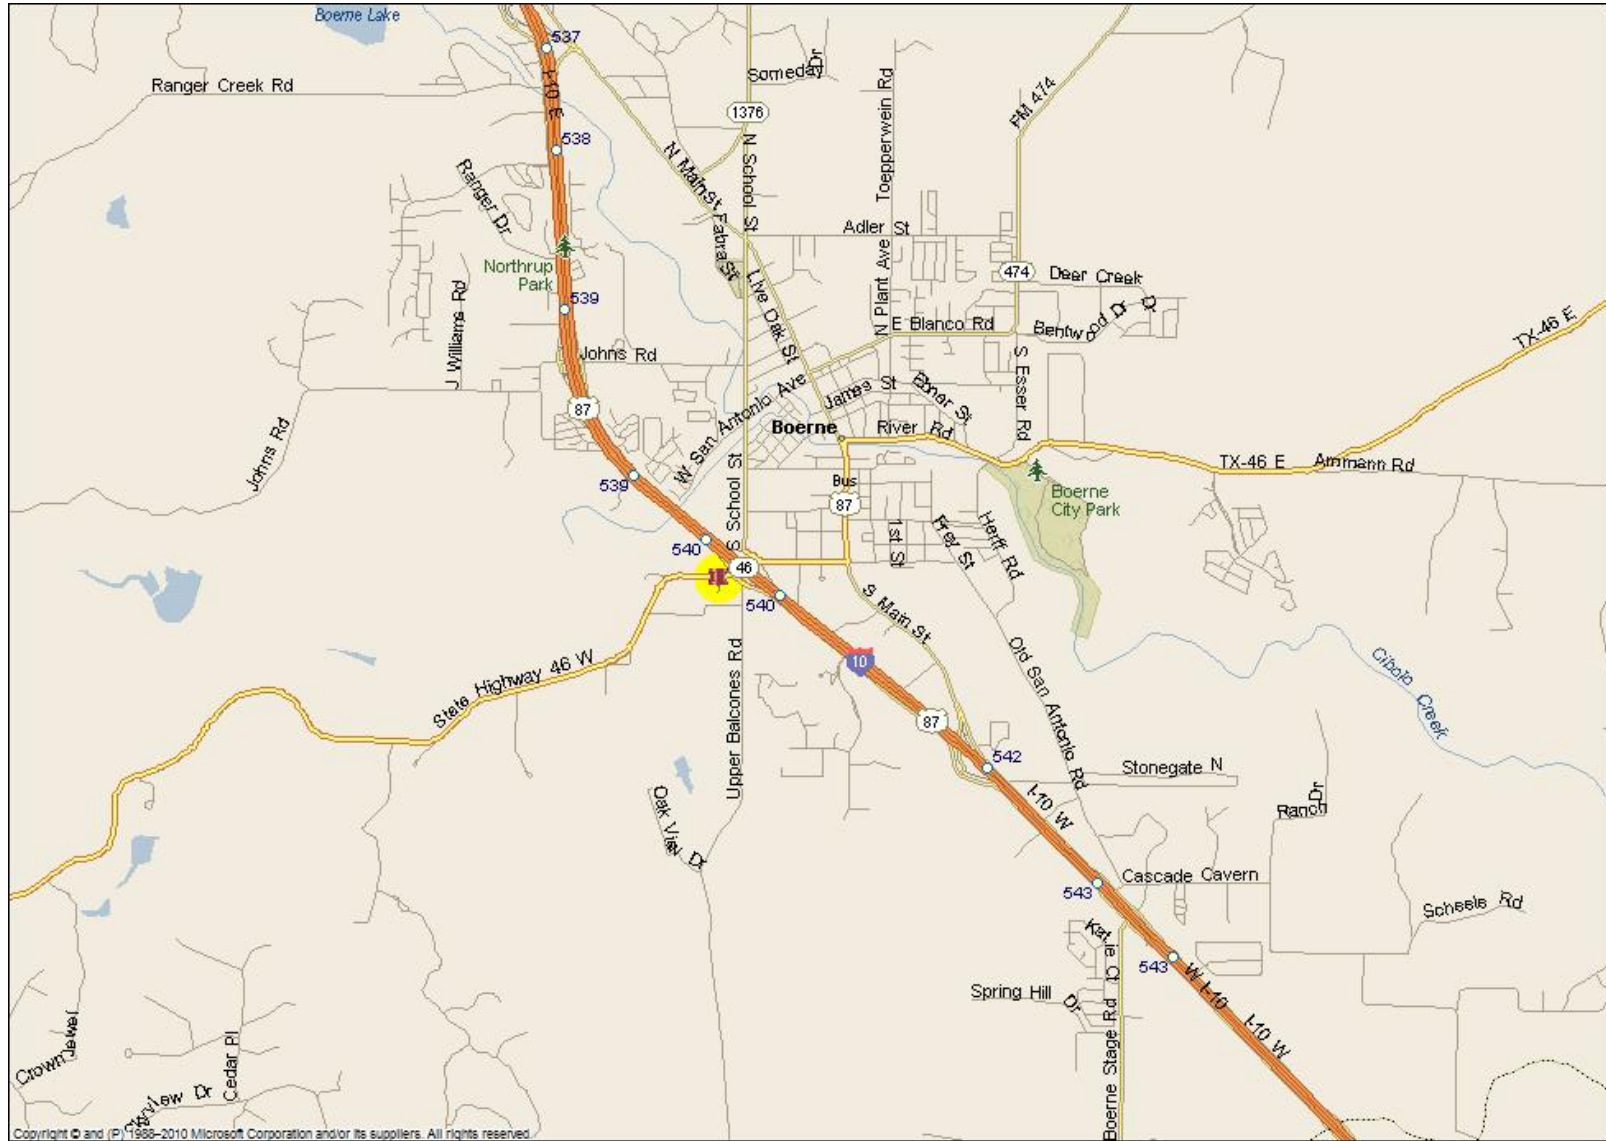 Boerne Lake
537
Ranger Creek Rd
I-10 E
Someday Dr
Toepperwein Rd
FM 474
1376
538
N Main St
N School St
Ranger Dr
Fabra St
Adler St
Northrup
Park
N Plant Ave
474
Deer Creek
Dr
539
J Williams Rd
Live Oak St
E Blanco Rd
Bentwood Dr
TX-46 E
Johns Rd
S Esser Rd
87
W San Antonio Ave
James St
Ebner St
Johns Rd
Boerne
River Rd
TX-46 E
Ammann Rd
539
S School St
Bus
87
Boerne
City Park
1st St
Frey St
Herff Rd
540
46
540
S Main St
State Highway 46 W
Upper Balcones Rd
10
Old San Antonio Rd
Cibolo Creek
87
542
Stonegate N
Oak View Dr
I-10 W
Ranch Dr
543
Cascade Cavern
Scheele Rd
Katie Ct
543
W I-10
Spring Hill Dr
Boerne Stage Rd
I-10 W
Crown Jewel
Cedar Pl
Copyright © and (P) 1988–2010 Microsoft Corporation and/or its suppliers. All rights reserved.